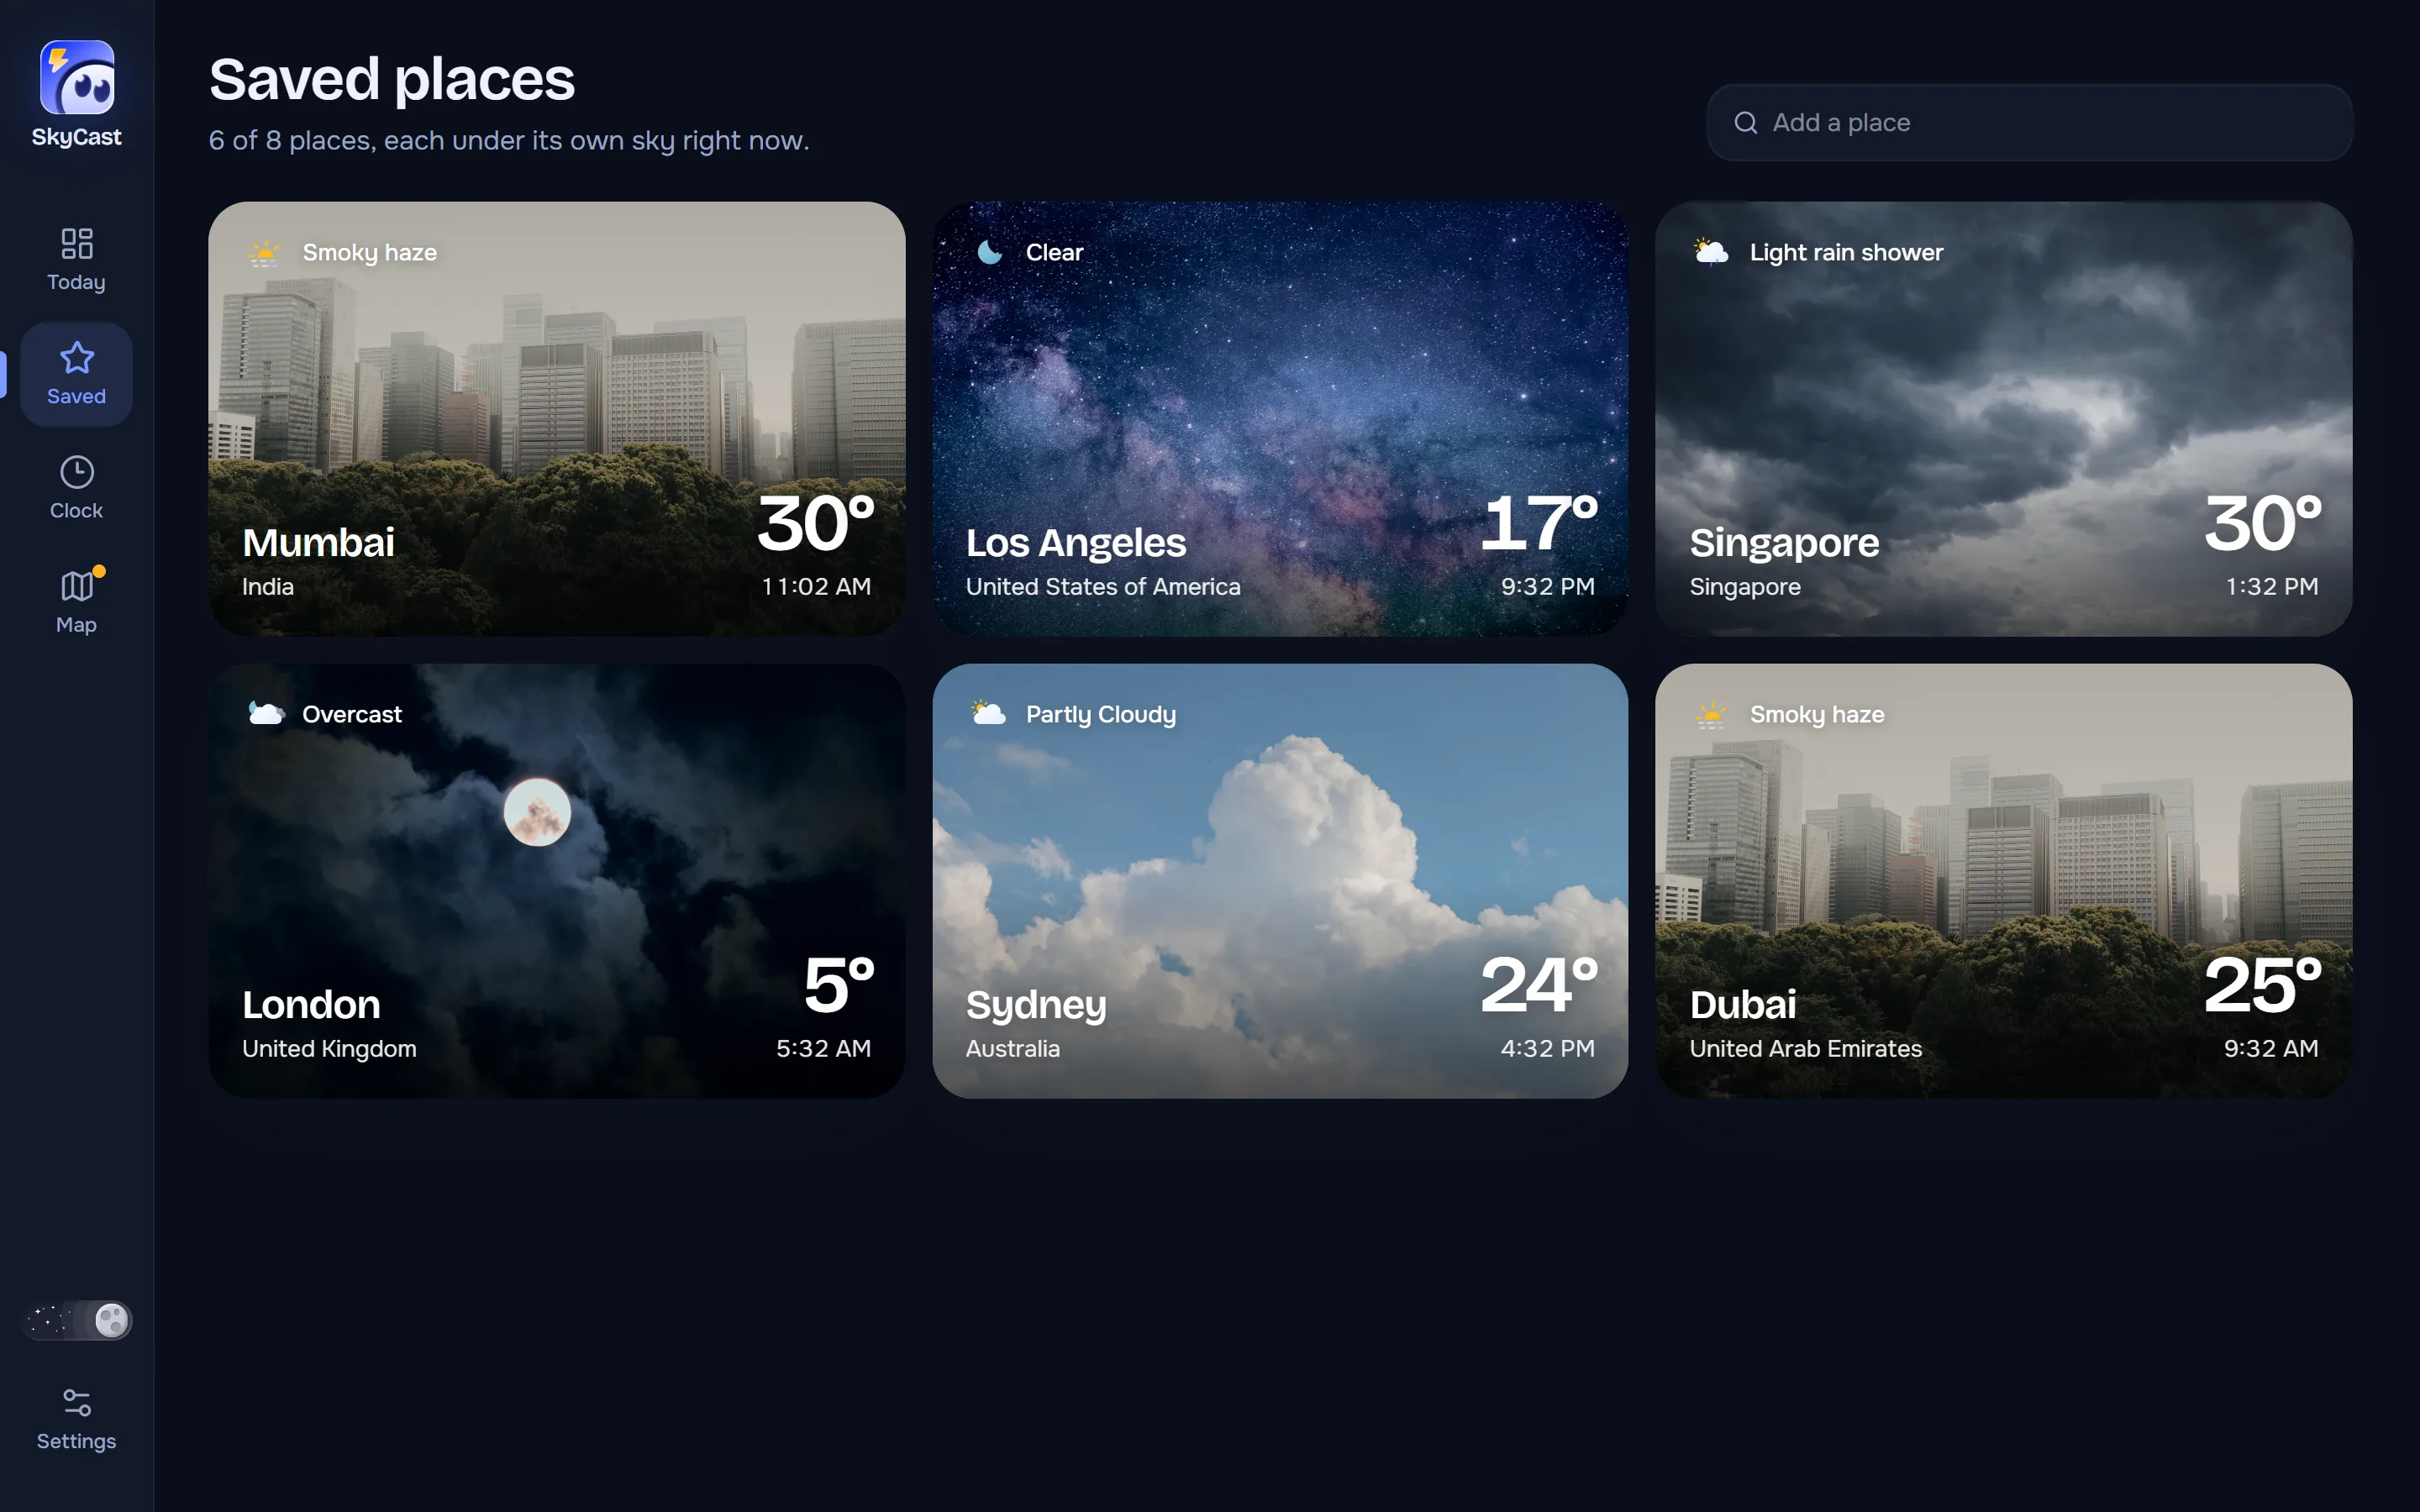 SkyCast
Today
Saved
Clock
Map
Settings
Saved places
6 of 8 places, each under its own sky right now.
Add a place
Smoky haze
Mumbai
India
30°
11:02 AM
Clear
Los Angeles
United States of America
17°
9:32 PM
Light rain shower
Singapore
Singapore
30°
1:32 PM
Overcast
London
United Kingdom
5°
5:32 AM
Partly Cloudy
Sydney
Australia
24°
4:32 PM
Smoky haze
Dubai
United Arab Emirates
25°
9:32 AM